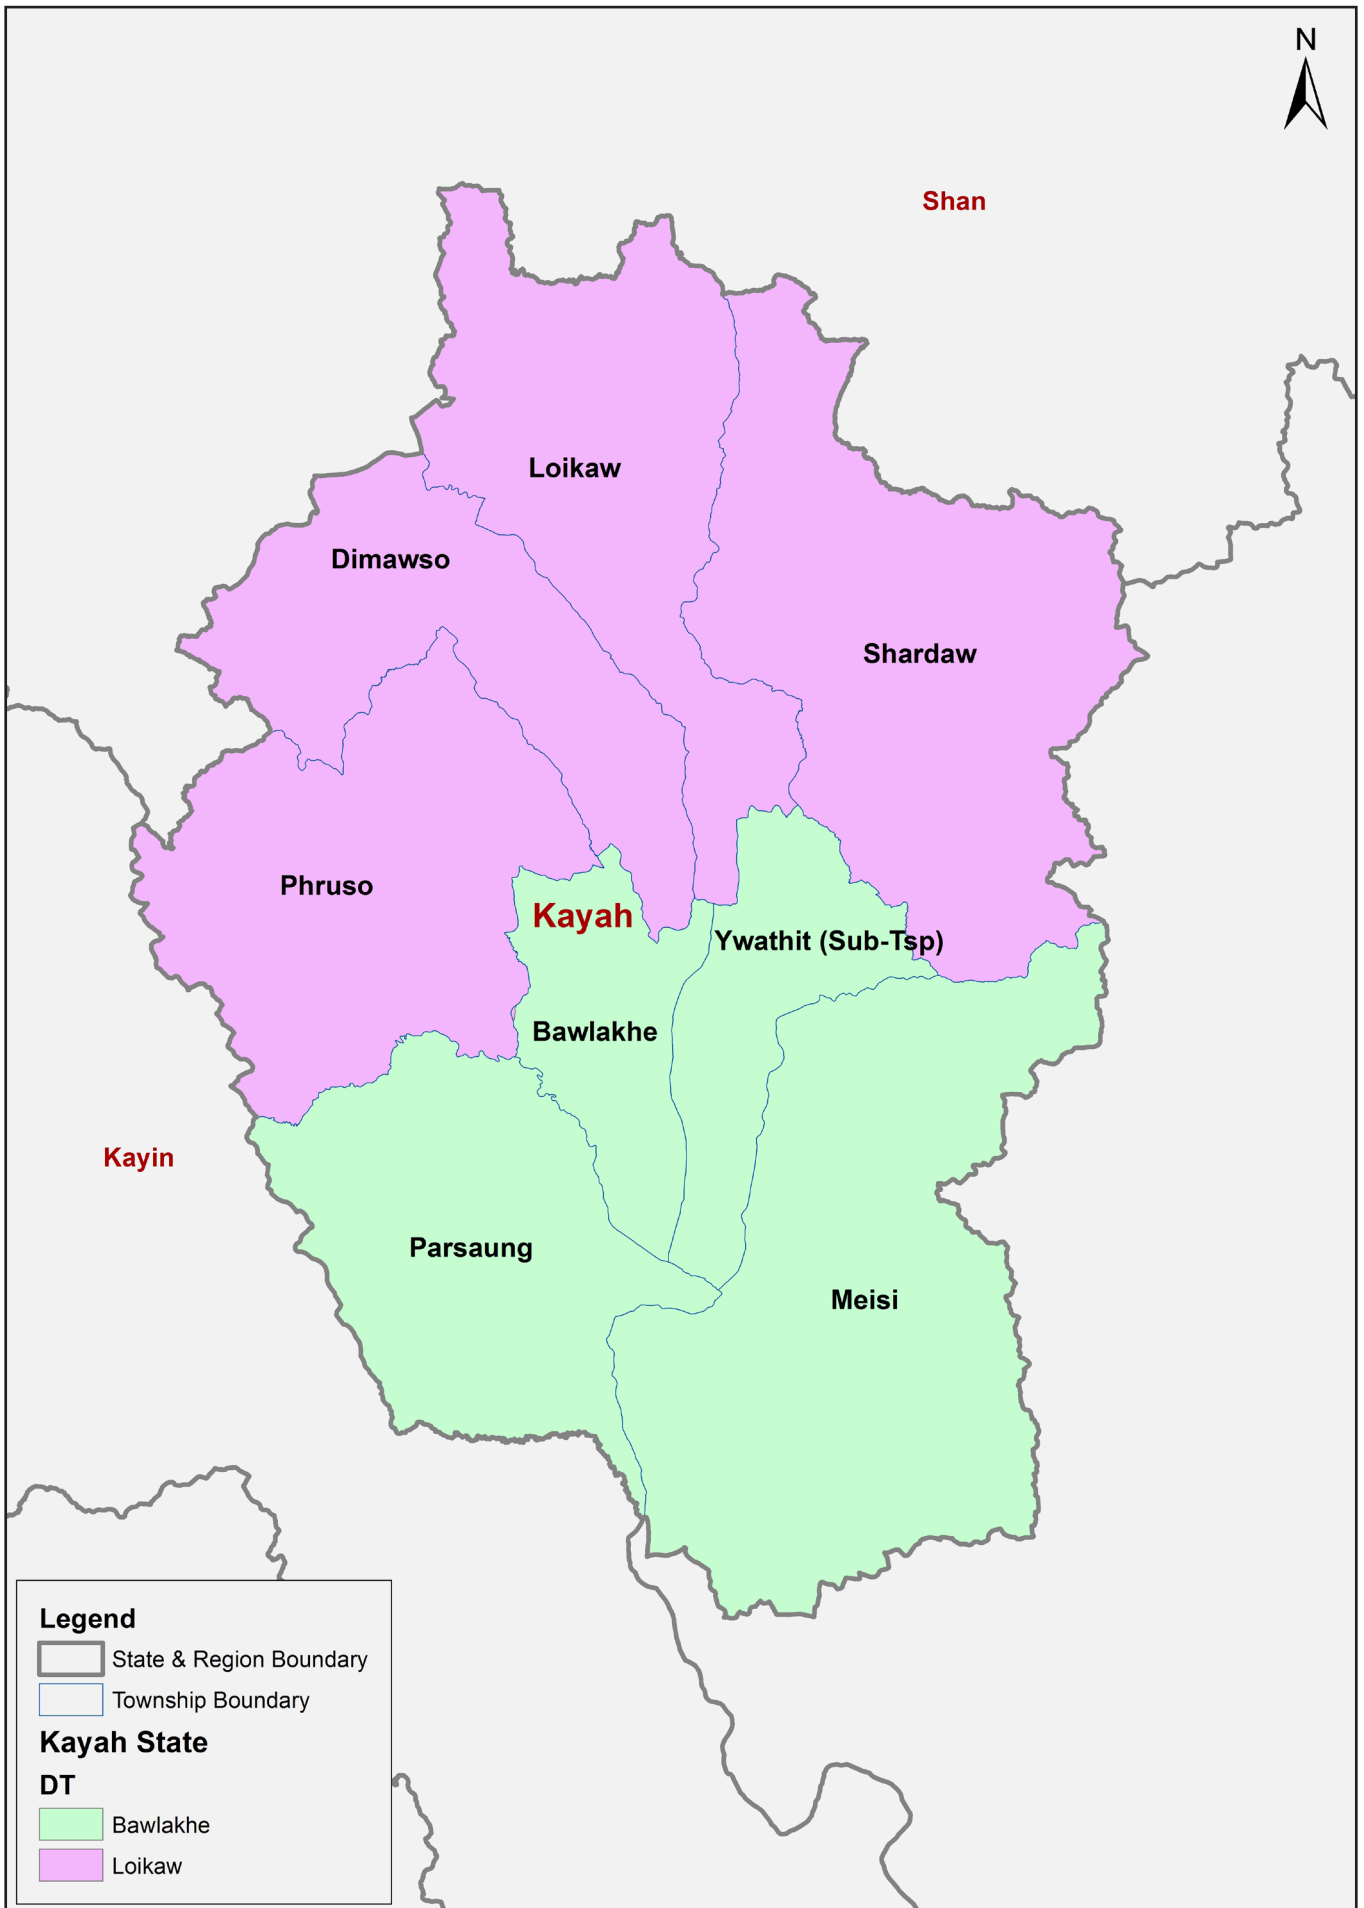 N
Shan
Loikaw
Dimawso
Shardaw
Phruso
Kayah
Ywathit (Sub-Tsp)
Bawlakhe
Kayin
Parsaung
Meisi
Legend
State & Region Boundary
Township Boundary
Kayah State
DT
Bawlakhe
Loikaw